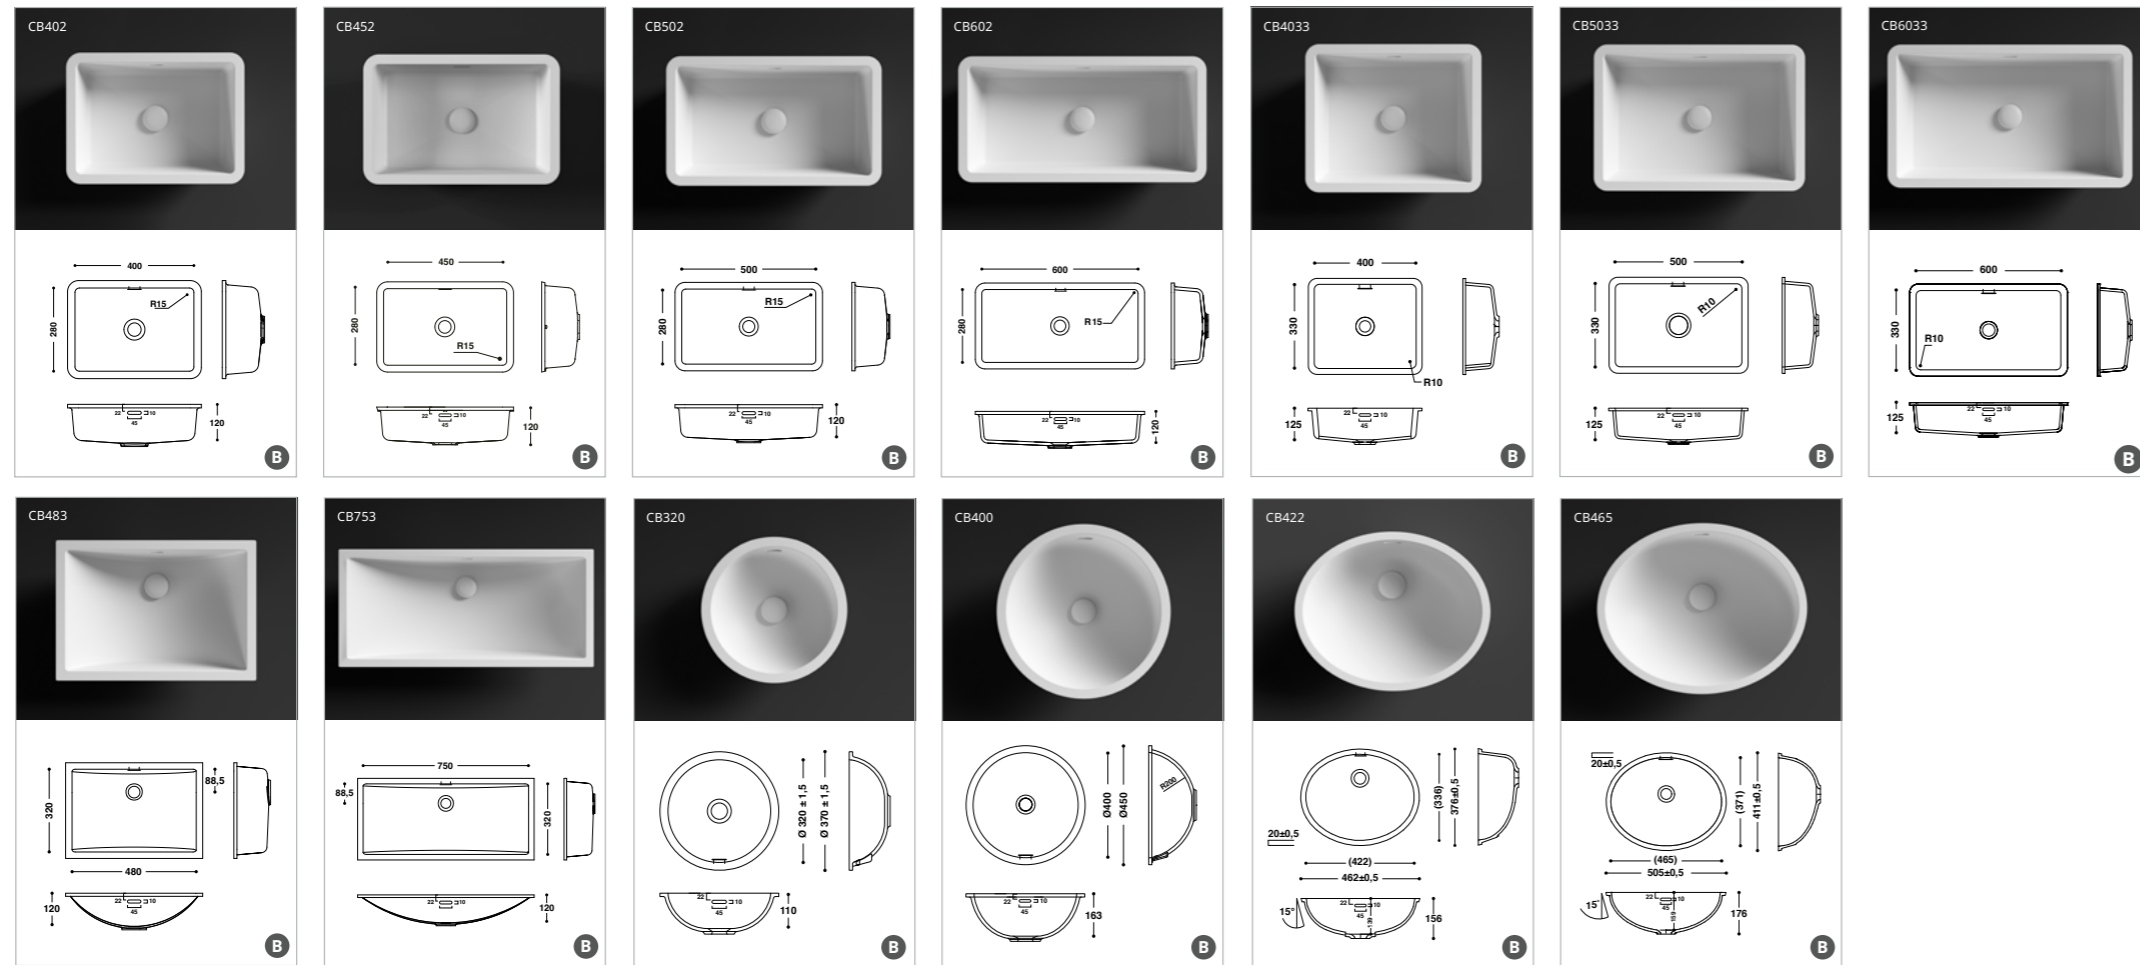 CB402
400
280
R15
22
10
45
120
B
CB452
450
280
R15
22
10
45
120
B
CB502
500
280
R15
22
10
45
120
B
CB602
600
280
R15
22
10
45
120
B
CB4033
400
330
R10
22
10
45
125
B
CB5033
500
330
R10
22
10
45
125
B
CB6033
600
330
R10
22
10
45
125
B
CB483
88,5
320
480
22
10
45
120
B
CB753
750
88,5
320
22
10
45
120
B
CB320
Ø 320 ± 1,5
Ø 370 ± 1,5
22
10
45
110
B
CB400
Ø400
Ø450
R200
22
10
45
163
B
CB422
(336)
376±0,5
20±0,5
(422)
462±0,5
15°
22
10
45
139
156
B
CB465
20±0,5
(371)
411±0,5
(465)
505±0,5
15°
22
10
45
159
176
B